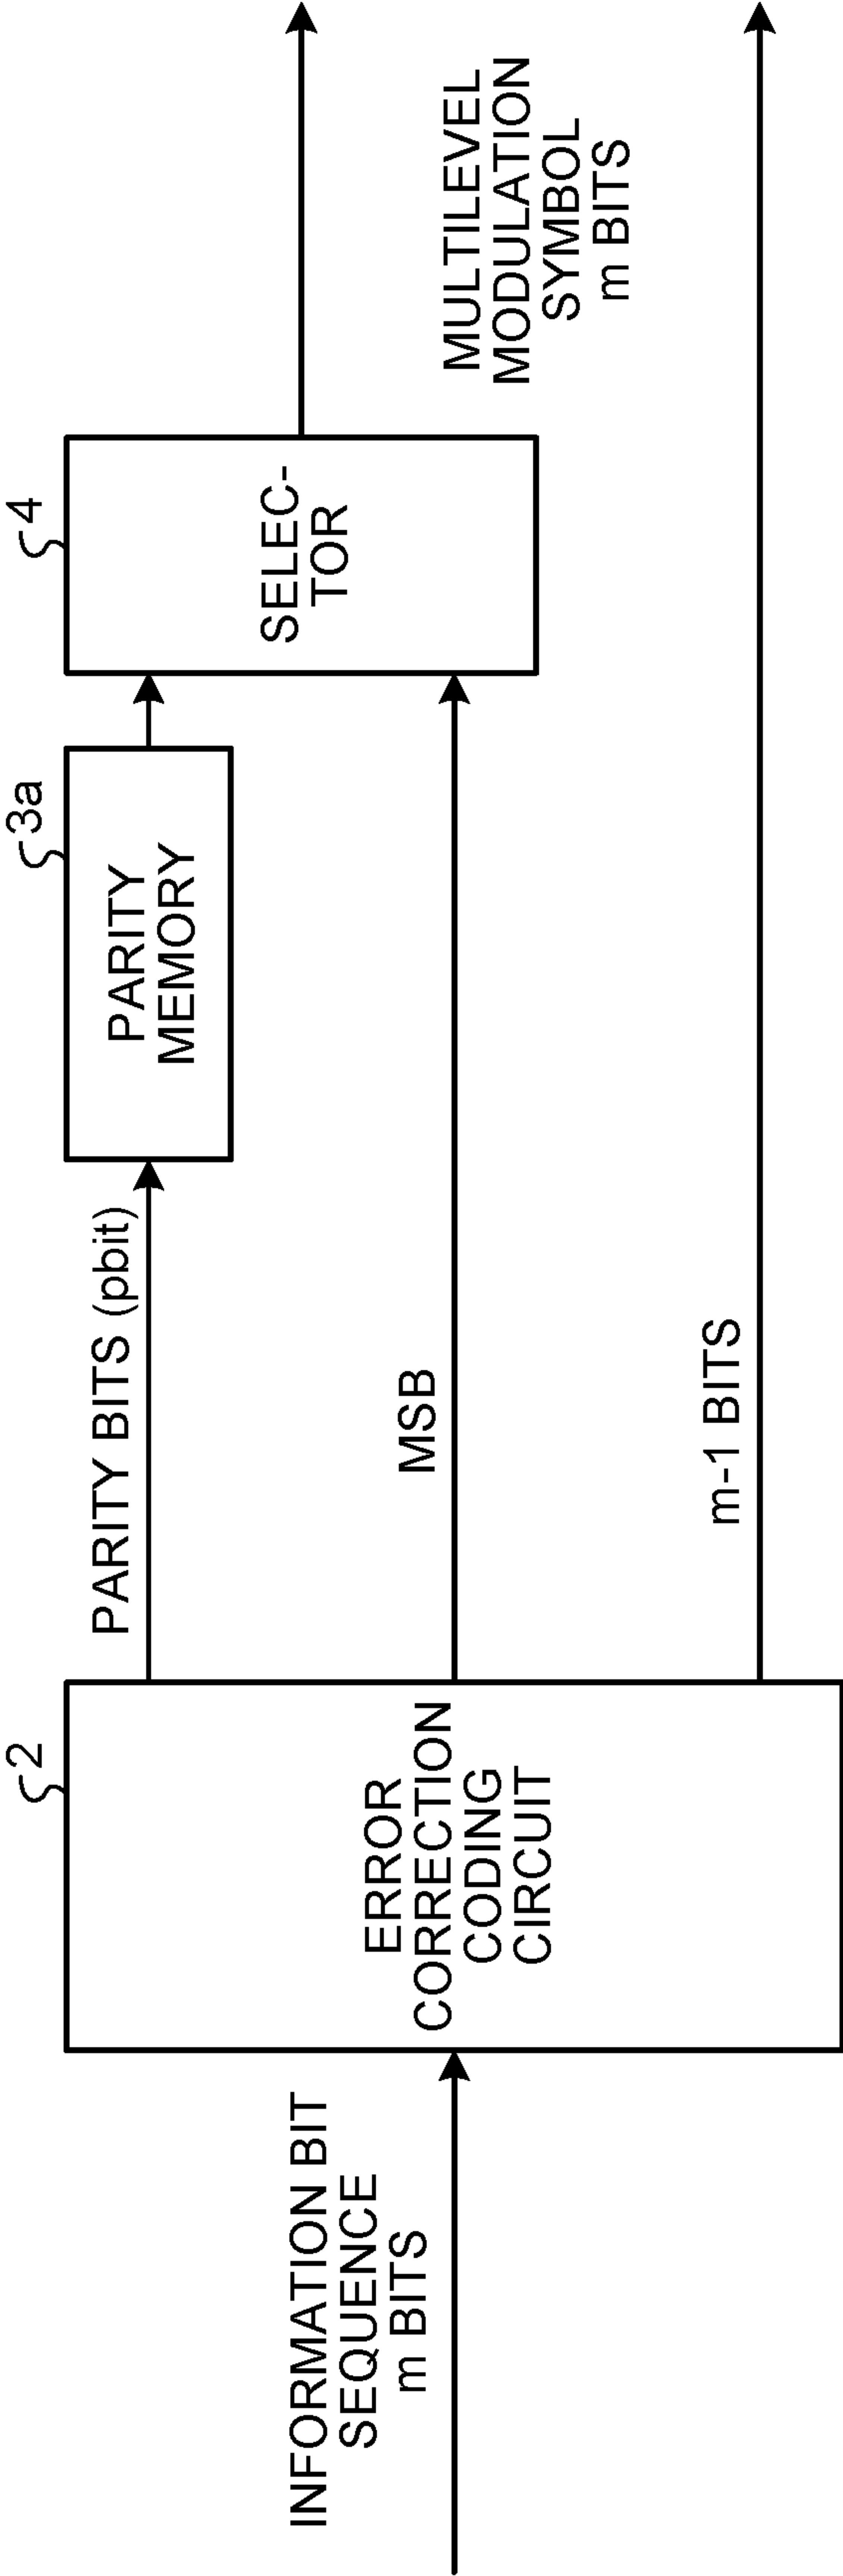 INFORMATION BIT
SEQUENCE
m BITS
2
ERROR
CORRECTION
CODING
CIRCUIT
PARITY BITS (pbit)
MSB
m-1 BITS
3a
PARITY
MEMORY
4
SELEC-
TOR
MULTILEVEL
MODULATION
SYMBOL
m BITS